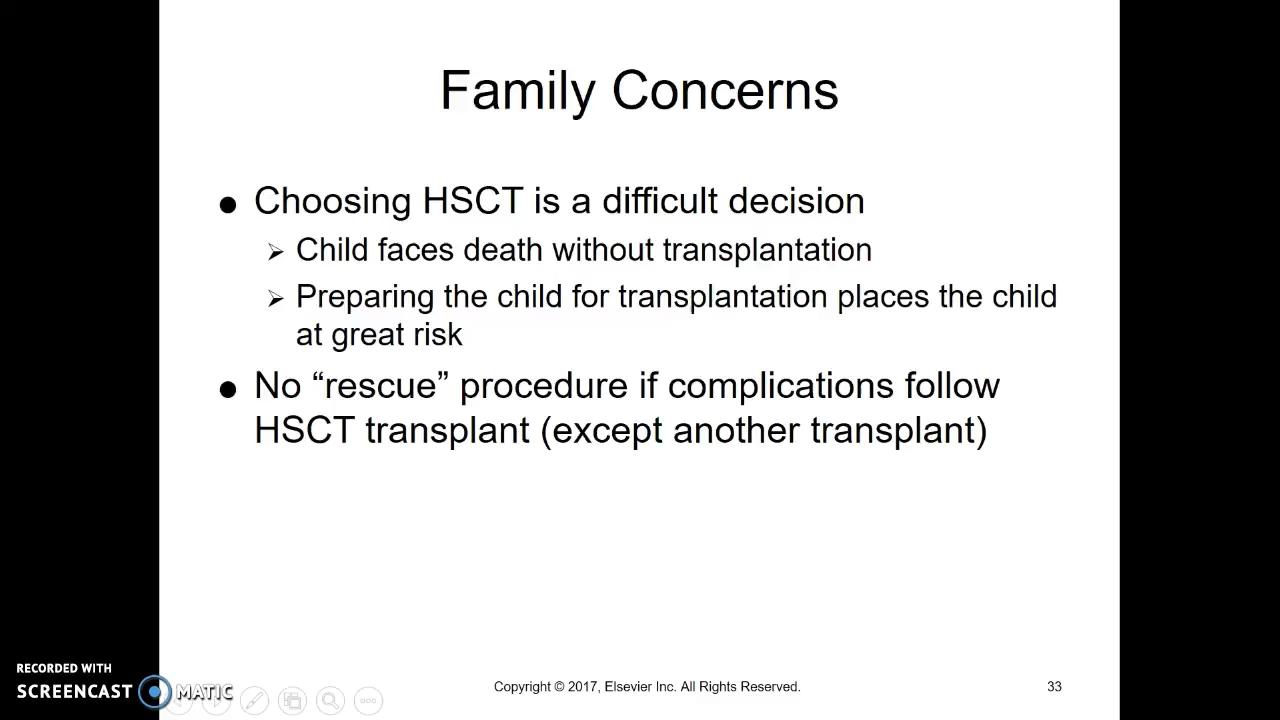 Family Concerns
● Choosing HSCT is a difficult decision
➢ Child faces death without transplantation
➢ Preparing the child for transplantation places the child
at great risk
● No “rescue” procedure if complications follow
HSCT transplant (except another transplant)
RECORDED WITH
SCREENCAST MATIC
Copyright © 2017, Elsevier Inc. All Rights Reserved.
33